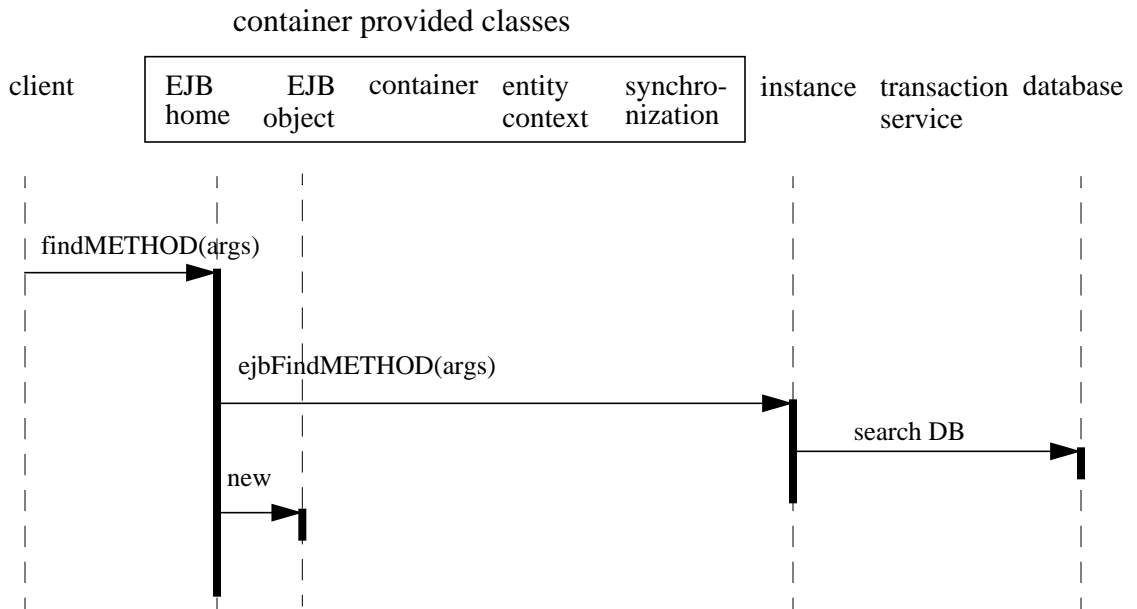 container provided classes
client EJB EJB container entity synchro- instance transaction database
home object context nization service
findMETHOD(args)
ejbFindMETHOD(args)
search DB
new